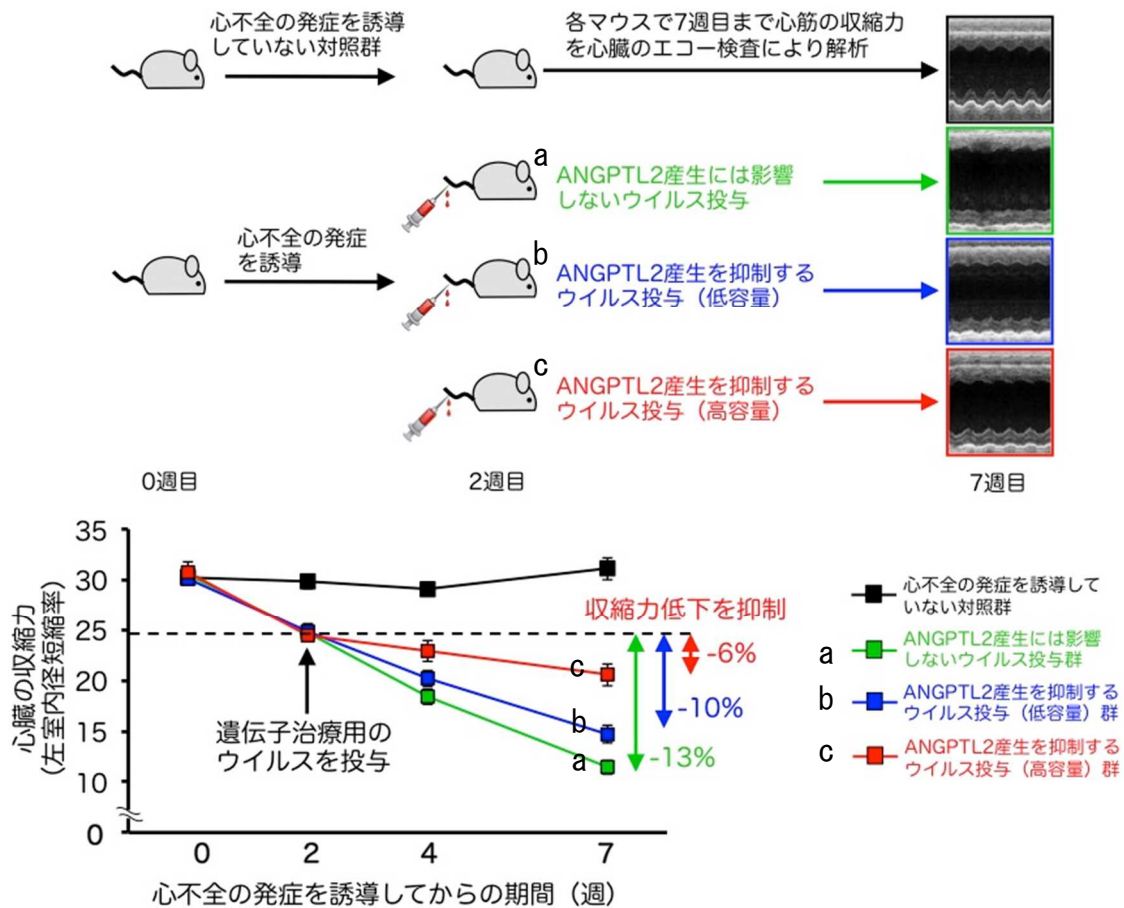 心不全の発症を誘導
していない対照群
各マウスで7週目まで心筋の収縮力
を心臓のエコー検査により解析
a
ANGPTL2産生には影響
しないウイルス投与
心不全の発症
を誘導
b
ANGPTL2産生を抑制する
ウイルス投与（低容量）
c
ANGPTL2産生を抑制する
ウイルス投与（高容量）
0週目
2週目
7週目
心臓の収縮力
（左室内径短縮率）
35
30
25
20
15
10
0
収縮力低下を抑制
-6%
-10%
-13%
c
b
a
遺伝子治療用の
ウイルスを投与
0
2
4
7
心不全の発症を誘導してからの期間（週）
心不全の発症を誘導して
いない対照群
a
ANGPTL2産生には影響
しないウイルス投与群
b
ANGPTL2産生を抑制する
ウイルス投与（低容量）群
c
ANGPTL2産生を抑制する
ウイルス投与（高容量）群